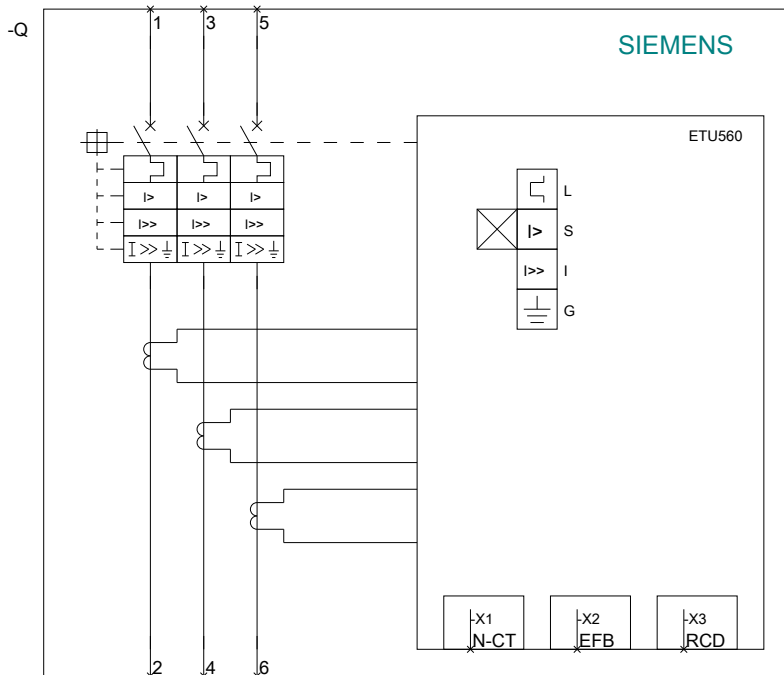 -Q
1 3 5
SIEMENS
ETU560
L
I> I> I> I> S
I>> I>> I>> I>> I
I>> I>> I>> G
-X1 -X2 -X3
N-CT EFB RCD
2 4 6